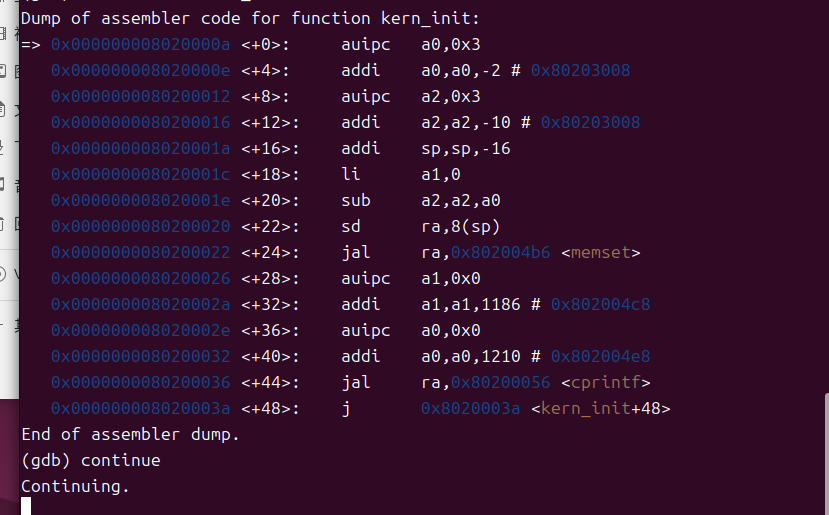 Dump of assembler code for function kern_init:
=> 0x000000008020000a <+0>: auipc a0,0x3
0x000000008020000e <+4>: addi a0,a0,-2 # 0x80203008
0x0000000080200012 <+8>: auipc a2,0x3
0x0000000080200016 <+12>: addi a2,a2,-10 # 0x80203008
0x000000008020001a <+16>: addi sp,sp,-16
0x000000008020001c <+18>: li a1,0
0x000000008020001e <+20>: sub a2,a2,a0
0x0000000080200020 <+22>: sd ra,8(sp)
0x0000000080200022 <+24>: jal ra,0x802004b6 <memset>
0x0000000080200026 <+28>: auipc a1,0x0
0x000000008020002a <+32>: addi a1,a1,1186 # 0x802004c8
0x000000008020002e <+36>: auipc a0,0x0
0x0000000080200032 <+40>: addi a0,a0,1210 # 0x802004e8
0x0000000080200036 <+44>: jal ra,0x80200056 <cprintf>
0x000000008020003a <+48>: j 0x8020003a <kern_init+48>
End of assembler dump.
(gdb) continue
Continuing.